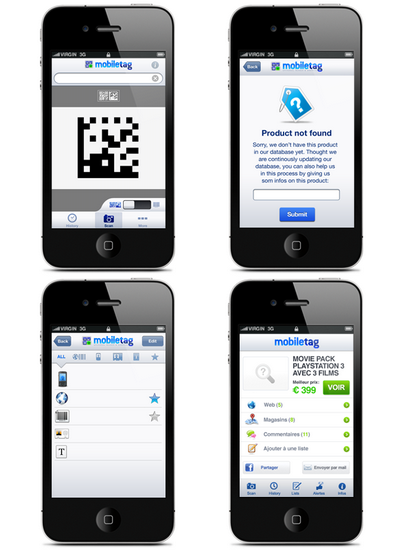 VIRGIN 3G
mobiletag
History
Scan
More
VIRGIN 3G
Back
mobiletag
Product not found
Sorry, we don't have this product
in our database yet. Thought we
are continously updating our
database, you can also help us
in this process by giving us
som infos on this product:
Submit
VIRGIN 3G
Back
mobiletag
Edit
ALL
T
VIRGIN 3G
mobiletag
MOVIE PACK
PLAYSTATION 3
AVEC 3 FILMS
Meilleur prix:
€ 399
VOIR
Web (5)
Magasins (8)
Commentaires (11)
Ajouter à une liste
Partager
Envoyer par mail
Scan
History
Lists
Alertes
Infos